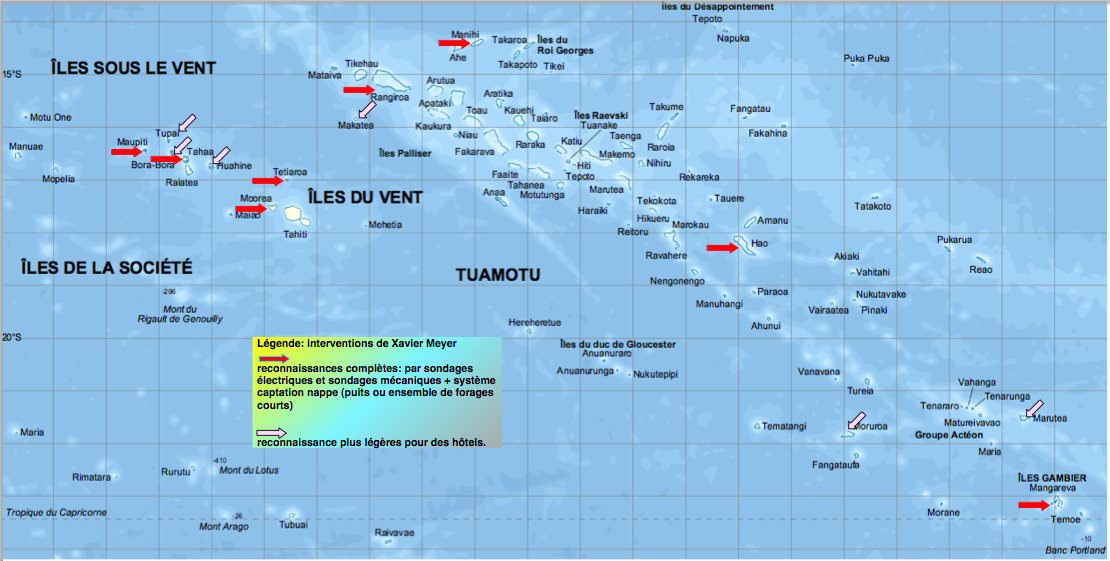 Îles du Désappointement
Tepoto
Napuka
Manihi
Takaroa
Îles du
Roi Georges
Ahe
Takapoto
Tikei
Puka Puka
ÎLES SOUS LE VENT
15°S
Mataiva
Tikehau
Rangiroa
Arutua
Apataki
Aratika
Kaukura
Toau
Kauehi
Taiaro
Niau
Makatea
Îles Palliser
Fakarava
Raraka
Îles Raevski
Tuanake
Katiu
Taenga
Makemo
Hiti
Tepoto
Takume
Raroia
Nihiru
Fangatau
Fakahina
Motu One
Manuae
Mopelia
Maupiti
Tupai
Bora-Bora
Tahaa
Raiatea
Huahine
Tetiaroa
Moorea
Maiao
Tahiti
ÎLES DU VENT
Mehetia
Faaite
Tahanea
Anaa
Motutunga
Marutea
Haraiki
Rekareka
Tauere
Tekokota
Hikueru
Marokau
Reitoru
Ravahere
Amanu
Hao
Tatakoto
Pukarua
Reao
Akiaki
Vahitahi
Nengonengo
Manuhangi
Paraoa
Ahunui
Nukutavake
Vairaatea
Pinaki
ÎLES DE LA SOCIÉTÉ
TUAMOTU
-296
Mont du
Rigault de Genouilly
20°S
Hereheretue
Îles du duc de Gloucester
Anuanuraro
Anuanurunga
Nukutepipi
Légende: interventions de Xavier Meyer
reconnaissances complètes: par sondages
électriques et sondages mécaniques + système
captation nappe (puits ou ensemble de forages
courts)
reconnaissance plus légères pour des hôtels.
Vanavana
Tureia
Vahanga
Tenararo
Tenarunga
Matureivavao
Marutea
Groupe Actéon
Maria
Tematangi
Moruroa
Fangataufa
Maria
Rimatara
Rurutu
-410
Mont du Lotus
ÎLES GAMBIER
Mangareva
Temoe
Morane
Tropique du Capricorne
-26
Mont Arago
Tubuai
Raivavae
-10
Banc Portland